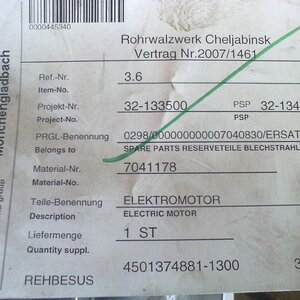 0000445340
Rohrwalzwerk Cheljabinsk
Vertrag Nr.2007/1461
Ref.-Nr. 3.6
Item-No.
Projekt-Nr. 32-133500 PSP 32-134
Project-No. PSP
PRGL-Benennung 0298/000000000007040830/ERSAT
Belongs to SPARE PARTS RESERVETEILE BLECHSTRAHL
Material-Nr. 7041178
Material-No.
Teile-Benennung ELEKTROMOTOR
Description ELECTRIC MOTOR
Liefermenge 1 ST
Quantity suppl.
REHBESUS 4501374881-1300
Mönchengladbach
group